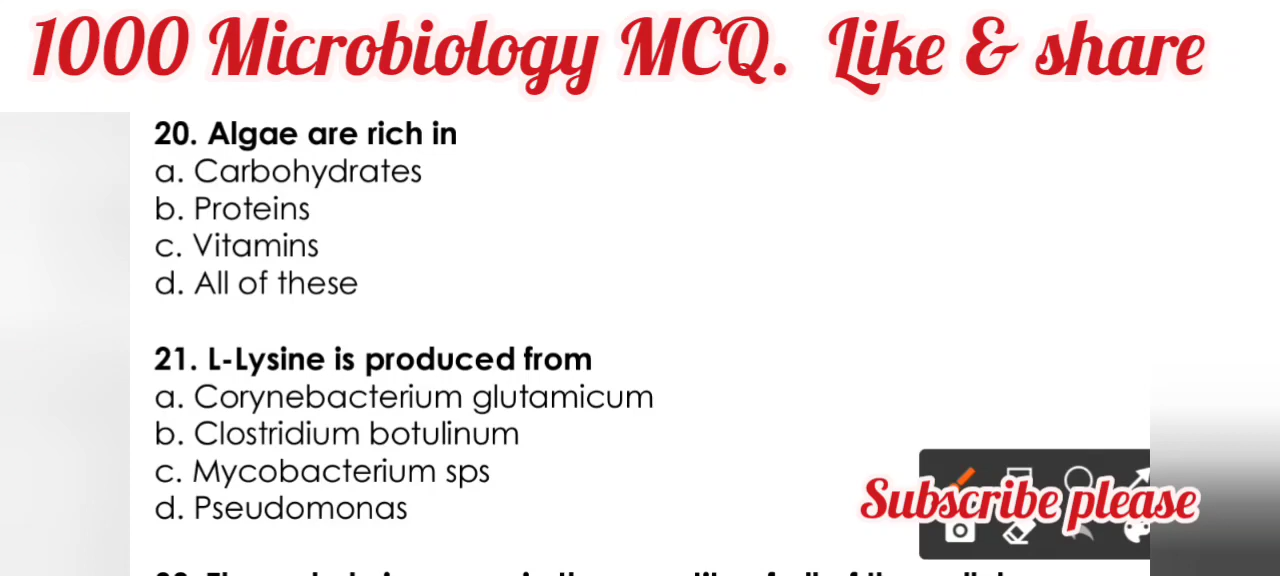 1000 Microbiology MCQ. Like & share
20. Algae are rich in
a. Carbohydrates
b. Proteins
c. Vitamins
d. All of these
21. L-Lysine is produced from
a. Corynebacterium glutamicum
b. Clostridium botulinum
c. Mycobacterium sps
d. Pseudomonas
Subscribe please